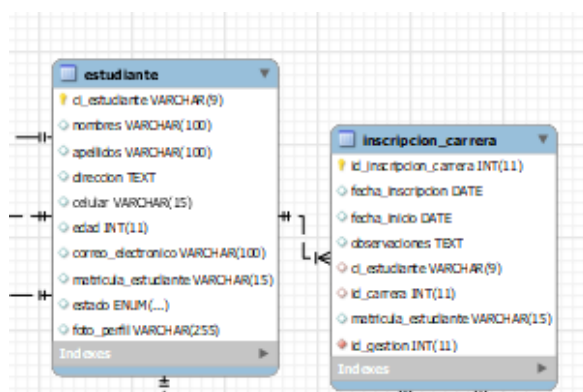 estudiante
ci_estudiante VARCHAR(9)
nombres VARCHAR(100)
apellidos VARCHAR(100)
direccion TEXT
celular VARCHAR(15)
edad INT(11)
correo_electronico VARCHAR(100)
matricula_estudiante VARCHAR(15)
estado ENUM(...)
foto_perfil VARCHAR(255)
Indexes
inscripcion_carrera
id_inscripcion_carrera INT(11)
fecha_inscripcion DATE
fecha_inicio DATE
observaciones TEXT
ci_estudiante VARCHAR(9)
id_carrera INT(11)
matricula_estudiante VARCHAR(15)
id_gestion INT(11)
Indexes